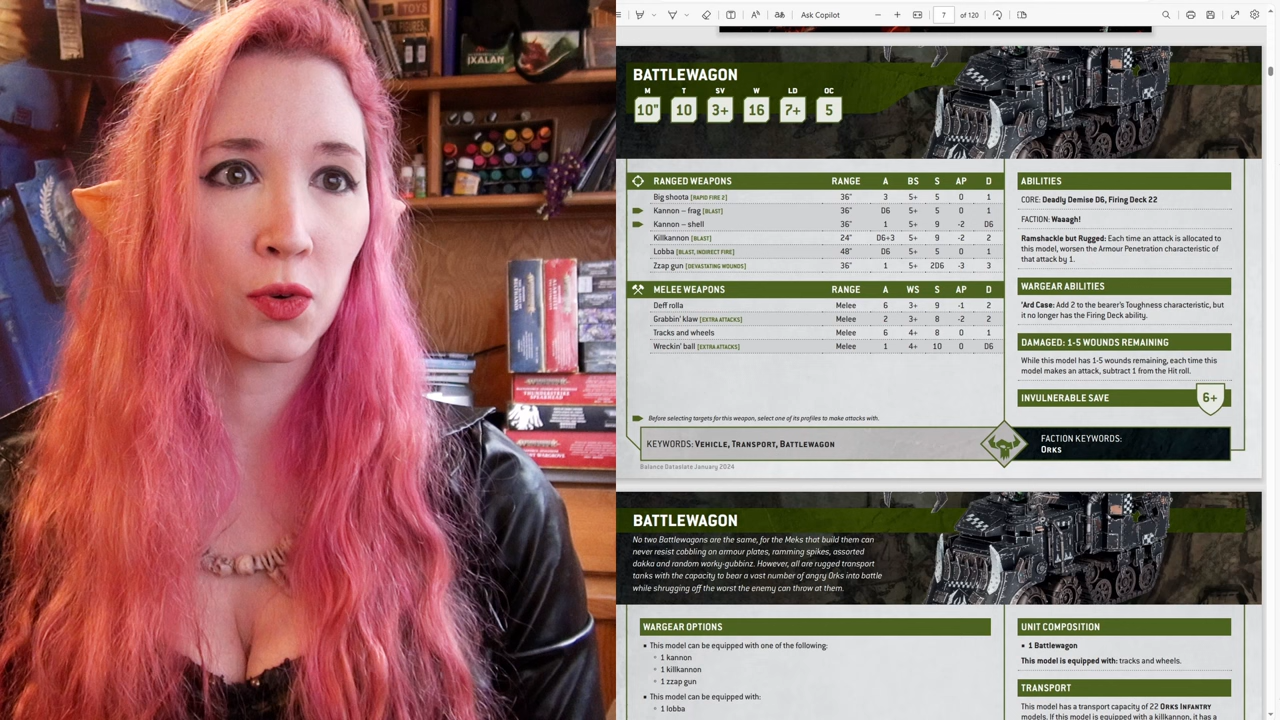 TOYS
& FIGURINES
IXALAN
Ask Copilot
7 of 120
BATTLEWAGON
M T SV W LD OC
10" 10 3+ 16 7+ 5
RANGED WEAPONS RANGE A BS S AP D
Big shoota [RAPID FIRE 2] 36" 3 5+ 5 0 1
Kannon – frag [BLAST] 36" D6 5+ 5 0 1
Kannon – shell 36" 1 5+ 9 -2 D6
Killkannon [BLAST] 24" D6+3 5+ 9 -2 2
Lobba [BLAST, INDIRECT FIRE] 48" D6 5+ 5 0 1
Zzap gun [DEVASTATING WOUNDS] 36" 1 5+ 2D6 -3 3
MELEE WEAPONS RANGE A WS S AP D
Deff rolla Melee 6 3+ 9 -1 2
Grabbin' klaw [EXTRA ATTACKS] Melee 2 3+ 8 -2 2
Tracks and wheels Melee 6 4+ 8 0 1
Wreckin' ball [EXTRA ATTACKS] Melee 1 4+ 10 0 D6
Before selecting targets for this weapon, select one of its profiles to make attacks with.
ABILITIES
CORE: Deadly Demise D6, Firing Deck 22
FACTION: Waaagh!
Ramshackle but Rugged: Each time an attack is allocated to
this model, worsen the Armour Penetration characteristic of
that attack by 1.
WARGEAR ABILITIES
'Ard Case: Add 2 to the bearer's Toughness characteristic, but
it no longer has the Firing Deck ability.
DAMAGED: 1-5 WOUNDS REMAINING
While this model has 1-5 wounds remaining, each time this
model makes an attack, subtract 1 from the Hit roll.
INVULNERABLE SAVE 6+
KEYWORDS: VEHICLE, TRANSPORT, BATTLEWAGON
FACTION KEYWORDS:
ORKS
Balance Dataslate January 2024
BATTLEWAGON
No two Battlewagons are the same, for the Meks that build them can
never resist cobbling on armour plates, ramming spikes, assorted
dakka and random worky-gubbinz. However, all are rugged transport
tanks with the capacity to bear a vast number of angry Orks into battle
while shrugging off the worst the enemy can throw at them.
WARGEAR OPTIONS
▪ This model can be equipped with one of the following:
◦ 1 kannon
◦ 1 killkannon
◦ 1 zzap gun
▪ This model can be equipped with:
◦ 1 lobba
UNIT COMPOSITION
▪ 1 Battlewagon
This model is equipped with: tracks and wheels.
TRANSPORT
This model has a transport capacity of 22 ORKS INFANTRY
models. If this model is equipped with a killkannon, it has a